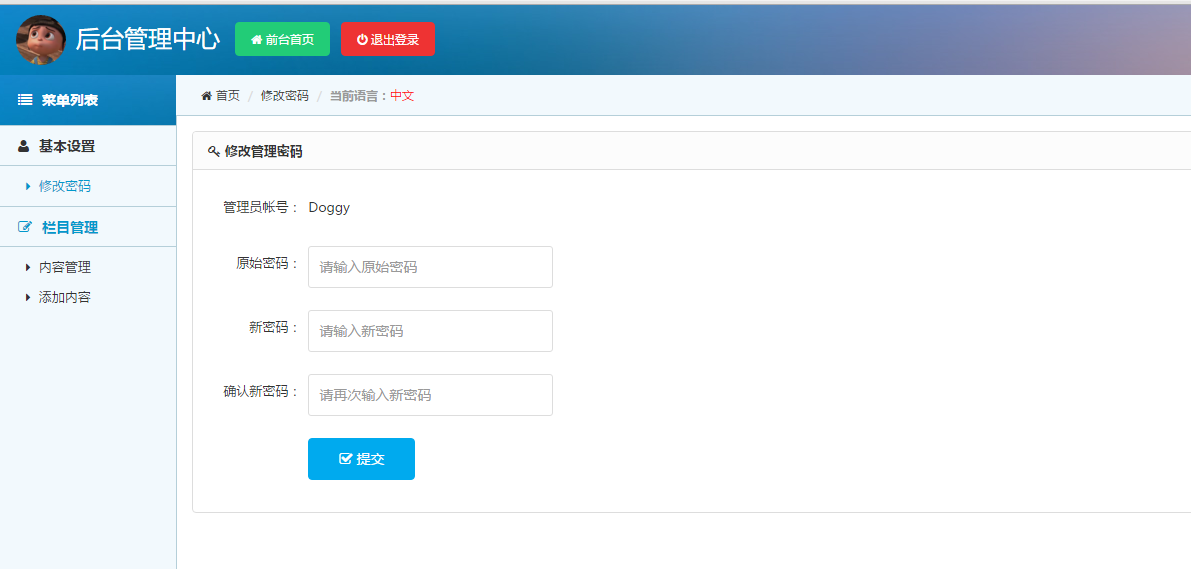 后台管理中心 前台首页 退出登录
菜单列表
首页 / 修改密码 / 当前语言：中文
基本设置
修改密码
栏目管理
内容管理
添加内容
修改管理密码
管理员帐号： Doggy
原始密码： 请输入原始密码
新密码： 请输入新密码
确认新密码： 请再次输入新密码
提交